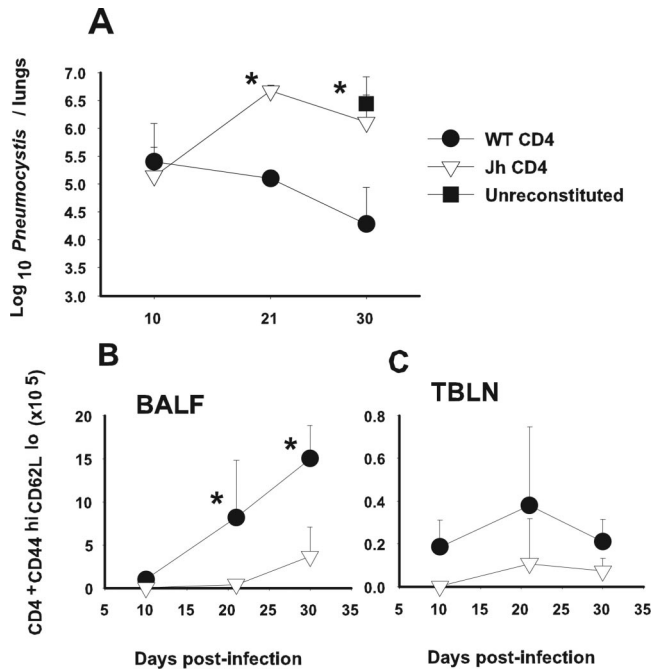 A
Log 10 Pneumocystis / lungs
7.0
6.5
6.0
5.5
5.0
4.5
4.0
3.5
3.0
* *
10 21 30
WT CD4
Jh CD4
Unreconstituted
B
BALF
CD4 +CD44 hiCD62L lo (x10 5)
20
15
10
5
0
* *
5 10 15 20 25 30 35
Days post-infection
C
TBLN
0.8
0.6
0.4
0.2
0.0
5 10 15 20 25 30 35
Days post-infection